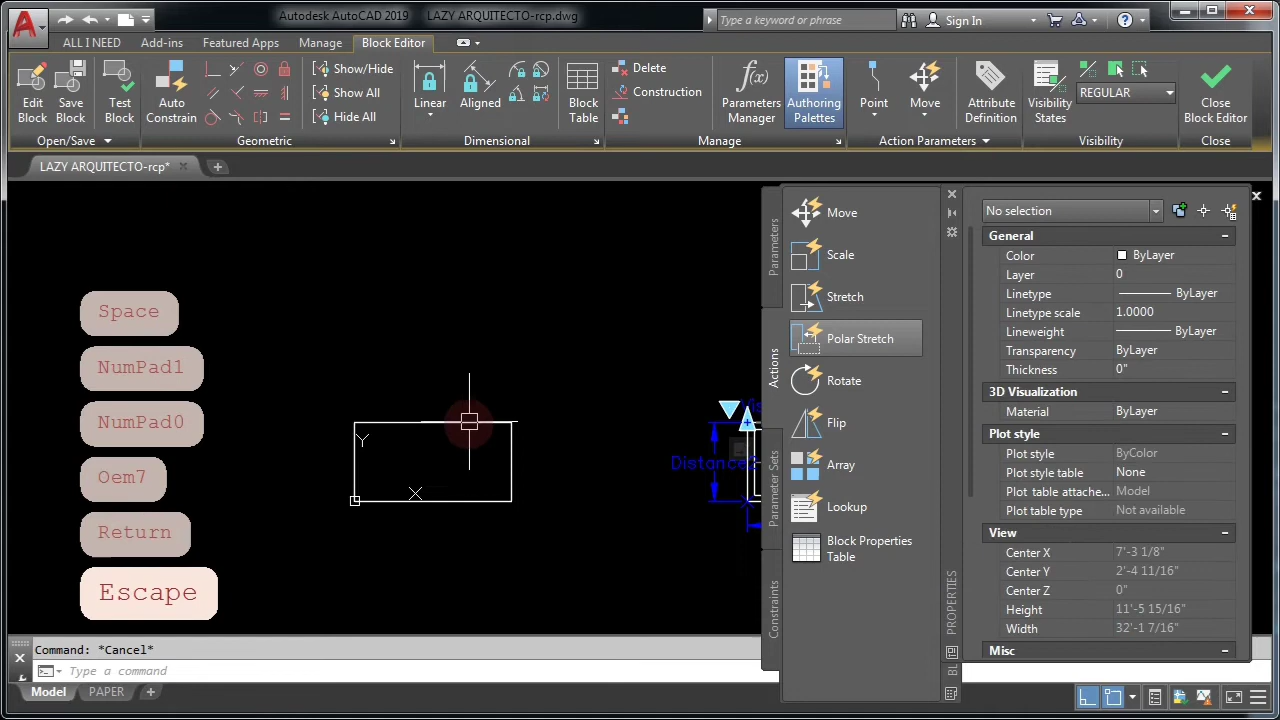 Autodesk AutoCAD 2019 LAZY ARQUITECTO-rcp.dwg
Type a keyword or phrase
Sign In
ALL I NEED Add-ins Featured Apps Manage Block Editor
Edit Block
Save Block
Test Block
Auto Constrain
Show/Hide
Show All
Hide All
Linear
Aligned
Block Table
Delete
Construction
Parameters Manager
Authoring Palettes
Point
Move
Attribute Definition
Visibility States
REGULAR
Close Block Editor
Open/Save Geometric Dimensional Manage Action Parameters Visibility Close
LAZY ARQUITECTO-rcp*
Space
NumPad1
NumPad0
Oem7
Return
Escape
Y
X
Parameters
Actions
Parameter Sets
Constraints
Move
Scale
Stretch
Polar Stretch
Rotate
Flip
Array
Lookup
Block Properties Table
PROPERTIES
No selection
General
Color ByLayer
Layer 0
Linetype ByLayer
Linetype scale 1.0000
Lineweight ByLayer
Transparency ByLayer
Thickness 0"
3D Visualization
Material ByLayer
Plot style
Plot style ByColor
Plot style table None
Plot table attache... Model
Plot table type Not available
View
Center X 7'-3 1/8"
Center Y 2'-4 11/16"
Center Z 0"
Height 11'-5 15/16"
Width 32'-1 7/16"
Misc
Command: *Cancel*
Type a command
Model PAPER